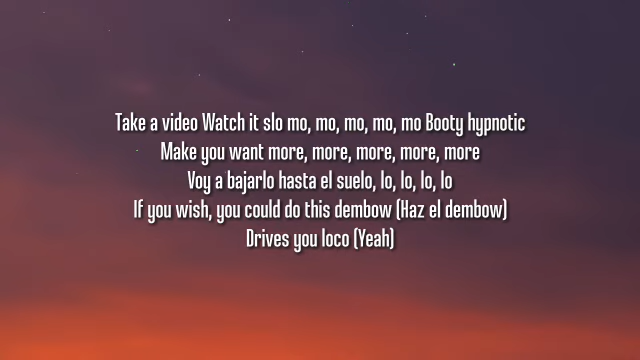 Take a video Watch it slo mo, mo, mo, mo, mo Booty hypnotic
Make you want more, more, more, more, more
Voy a bajarlo hasta el suelo, lo, lo, lo, lo
If you wish, you could do this dembow (Haz el dembow)
Drives you loco (Yeah)